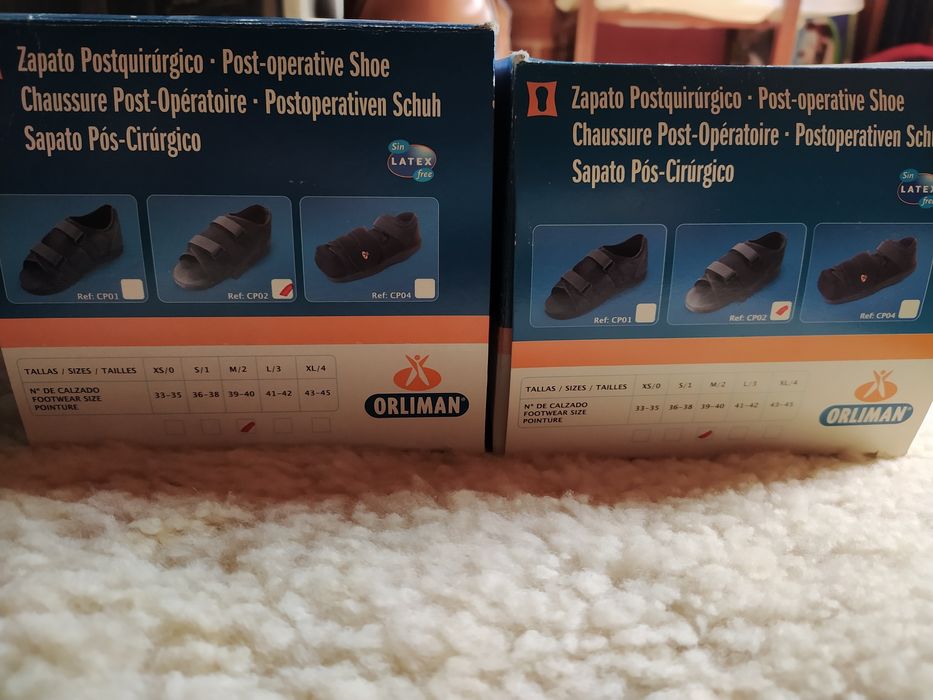 Zapato Postquirúrgico · Post-operative Shoe
Chaussure Post-Opératoire · Postoperativen Schuh
Sapato Pós-Cirúrgico
Sin
LATEX
free
Ref: CP01
Ref: CP02
Ref: CP04
TALLAS / SIZES / TAILLES XS/0 S/1 M/2 L/3 XL/4
N° DE CALZADO
FOOTWEAR SIZE
POINTURE
33-35 36-38 39-40 41-42 43-45
ORLIMAN
Zapato Postquirúrgico · Post-operative Shoe
Chaussure Post-Opératoire · Postoperativen Schu
Sapato Pós-Cirúrgico
Sin
LATEX
free
Ref: CP01
Ref: CP02
Ref: CP04
TALLAS / SIZES / TAILLES XS/0 S/1 M/2 L/3 XL/4
N° DE CALZADO
FOOTWEAR SIZE
POINTURE
33-35 36-38 39-40 41-42 43-45
ORLIMAN